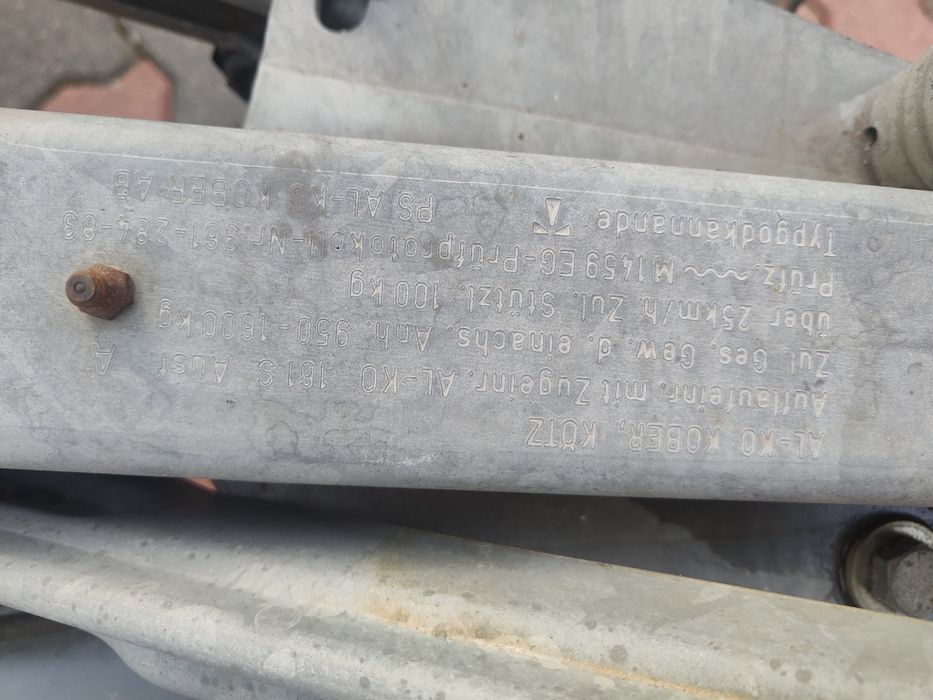 AL-KO KOBER, KÖTZ
Auflaufeinr. mit Zugeinr. AL-KO 161 S Ausf A
Zul. Ges. Gew. d. einachs. Anh. 950-1600 kg
über 25km/h Zul. Stützl. 100 kg
Prüfz. ~~~ M 1459 EG-Prüfprotokoll-Nr. 361-284-83
Typgodkännande PS/AL-KO KOBER AB